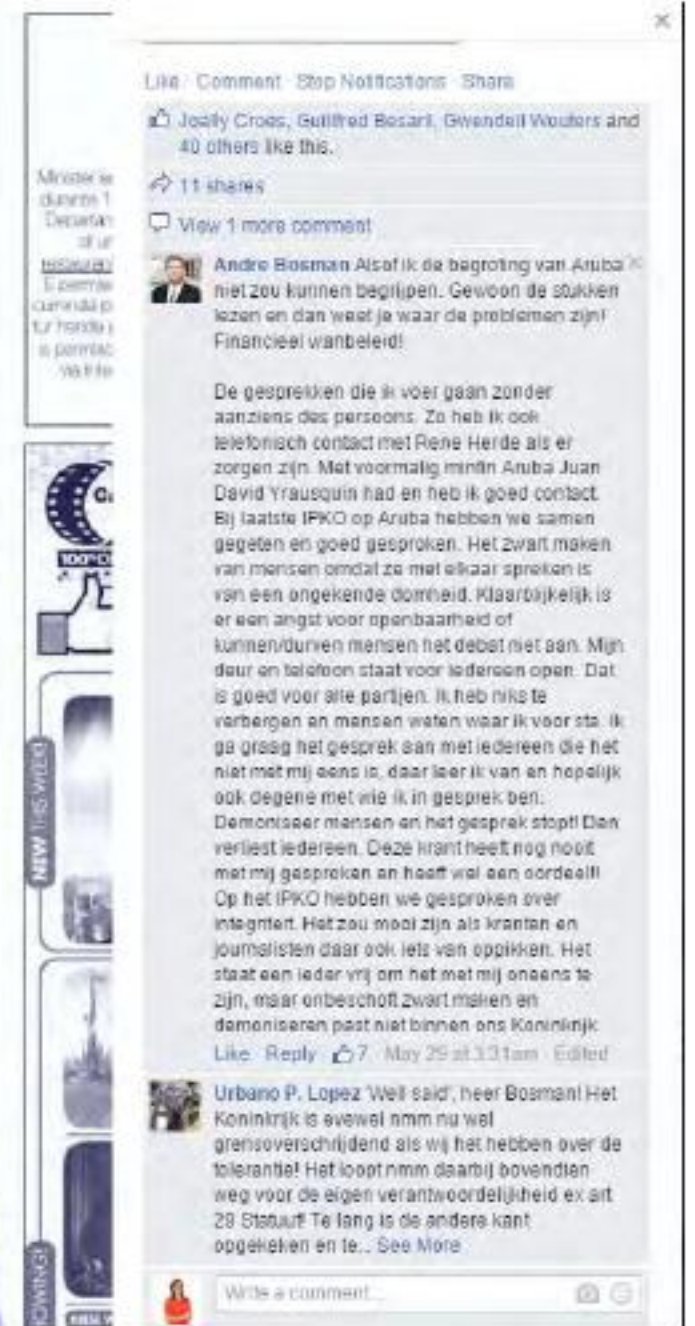 Like · Comment · Stop Notifications · Share
Joelly Croes, Guillfred Besaril, Gwendell Wouters and
40 others like this.
11 shares
View 1 more comment
Andre Bosman Alsof ik de begroting van Aruba
niet zou kunnen begrijpen. Gewoon de stukken
lezen en dan weet je waar de problemen zijn!
Financieel wanbeleid!
De gesprekken die ik voer gaan zonder
aanziens des persoons. Zo heb ik ook
telefonisch contact met Rene Herde als er
zorgen zijn. Met voormalig minfin Aruba Juan
David Yrausquin had en heb ik goed contact.
Bij laatste IPKO op Aruba hebben we samen
gegeten en goed gesproken. Het zwart maken
van mensen omdat ze met elkaar spreken is
van een ongekende domheid. Klaarblijkelijk is
er een angst voor openbaarheid of
kunnen/durven mensen het debat niet aan. Mijn
deur en telefoon staat voor iedereen open. Dat
is goed voor alle partijen. Ik heb niks te
verbergen en mensen weten waar ik voor sta. Ik
ga graag het gesprek aan met iedereen die het
niet met mij eens is, daar leer ik van en hopelijk
ook degene met wie ik in gesprek ben.
Demoniseer mensen en het gesprek stopt! Dan
verliest iedereen. Deze krant heeft nog nooit
met mij gesproken en heeft wel een oordeel!!
Op het IPKO hebben we gesproken over
integriteit. Het zou mooi zijn als kranten en
journalisten daar ook iets van oppikken. Het
staat een ieder vrij om het met mij oneens te
zijn, maar onbeschoft zwart maken en
demoniseren past niet binnen ons Koninkrijk.
Like · Reply · 7 · May 29 at 3:31am · Edited
Urbano P. Lopez 'Well said', heer Bosman! Het
Koninkrijk is evewel nmm nu wel
grensoverschrijdend als wij het hebben over de
tolerantie! Het loopt nmm daarbij bovendien
weg voor de eigen verantwoordelijkheid ex art
29 Statuut! Te lang is de andere kant
opgekeken en te... See More
Write a comment...
Minister
durante 1
100%
NEW THIS WEEK!